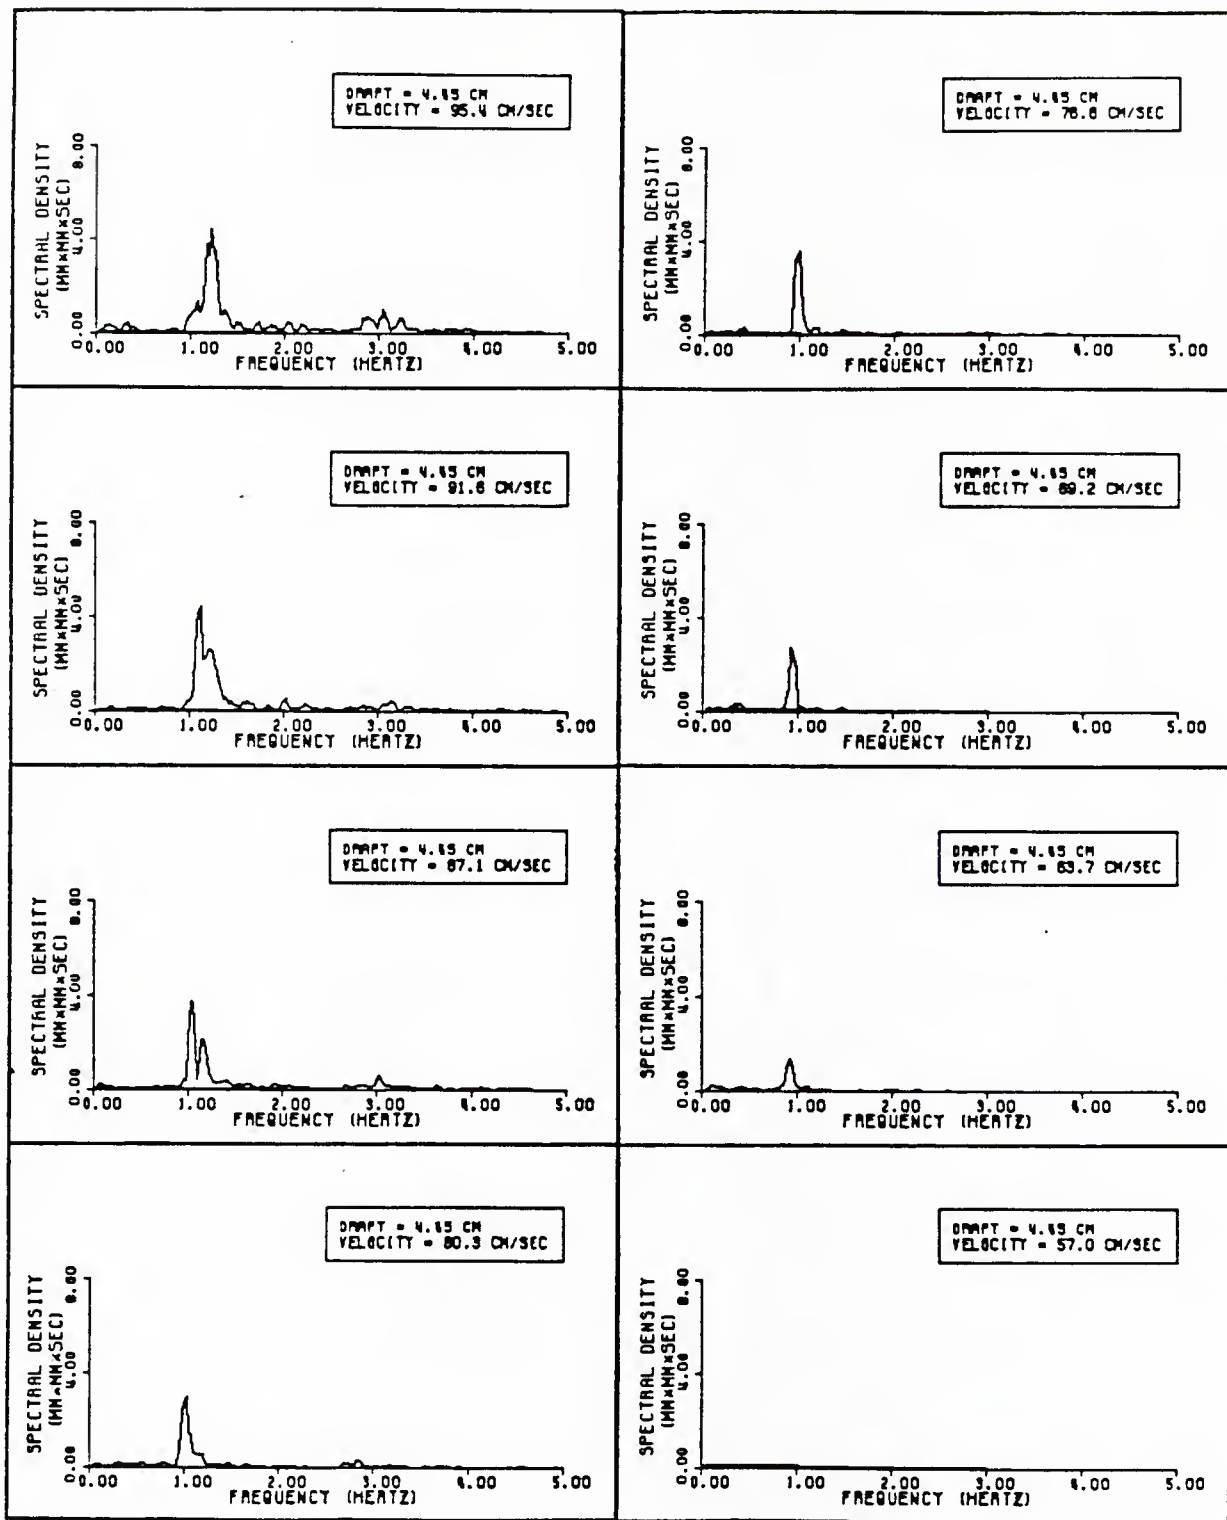 DRAFT = 4.45 CM
VELOCITY = 95.4 CM/SEC
SPECTRAL DENSITY
(MM*MM*SEC)
0.00 4.00 8.00
0.00 1.00 2.00 3.00 4.00 5.00
FREQUENCY (HERTZ)
DRAFT = 4.45 CM
VELOCITY = 91.6 CM/SEC
SPECTRAL DENSITY
(MM*MM*SEC)
0.00 4.00 8.00
0.00 1.00 2.00 3.00 4.00 5.00
FREQUENCY (HERTZ)
DRAFT = 4.45 CM
VELOCITY = 87.1 CM/SEC
SPECTRAL DENSITY
(MM*MM*SEC)
0.00 4.00 8.00
0.00 1.00 2.00 3.00 4.00 5.00
FREQUENCY (HERTZ)
DRAFT = 4.45 CM
VELOCITY = 80.3 CM/SEC
SPECTRAL DENSITY
(MM*MM*SEC)
0.00 4.00 8.00
0.00 1.00 2.00 3.00 4.00 5.00
FREQUENCY (HERTZ)
DRAFT = 4.45 CM
VELOCITY = CM/SEC
SPECTRAL DENSITY
(MM*MM*SEC)
0.00 4.00 8.00
0.00 1.00 2.00 3.00 4.00 5.00
FREQUENCY (HERTZ)
DRAFT = 4.45 CM
VELOCITY = 69.2 CM/SEC
SPECTRAL DENSITY
(MM*MM*SEC)
0.00 4.00 8.00
0.00 1.00 2.00 3.00 4.00 5.00
FREQUENCY (HERTZ)
DRAFT = 4.45 CM
VELOCITY = 63.7 CM/SEC
SPECTRAL DENSITY
(MM*MM*SEC)
0.00 4.00 8.00
0.00 1.00 2.00 3.00 4.00 5.00
FREQUENCY (HERTZ)
DRAFT = 4.45 CM
VELOCITY = 57.0 CM/SEC
SPECTRAL DENSITY
(MM*MM*SEC)
0.00 4.00 8.00
0.00 1.00 2.00 3.00 4.00 5.00
FREQUENCY (HERTZ)